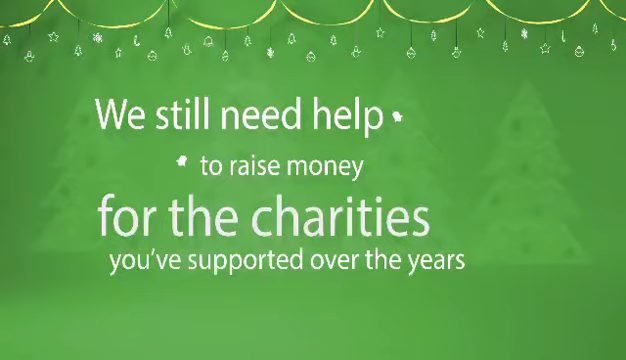 We still need help
to raise money
for the charities
you've supported over the years